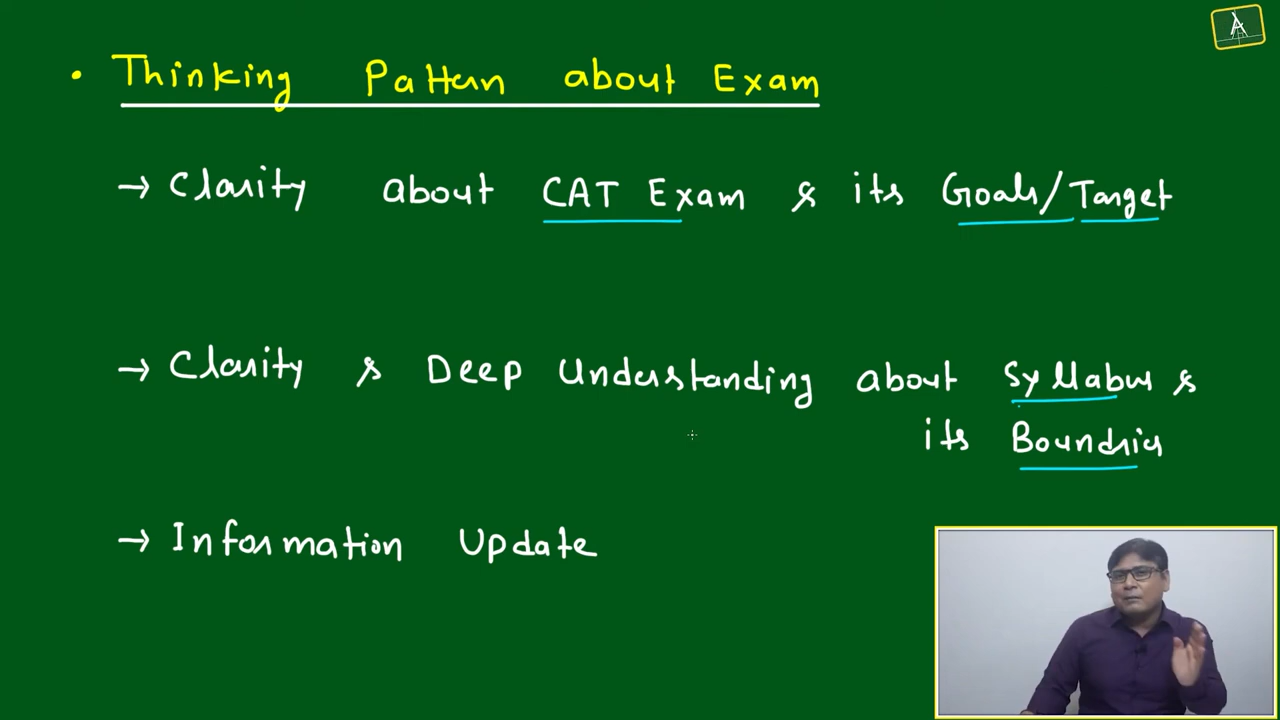 • Thinking Pattern about Exam
→ Clarity about CAT Exam & its Goals/Target
→ Clarity & Deep Understanding about Syllabus &
its Boundries
→ Information Update